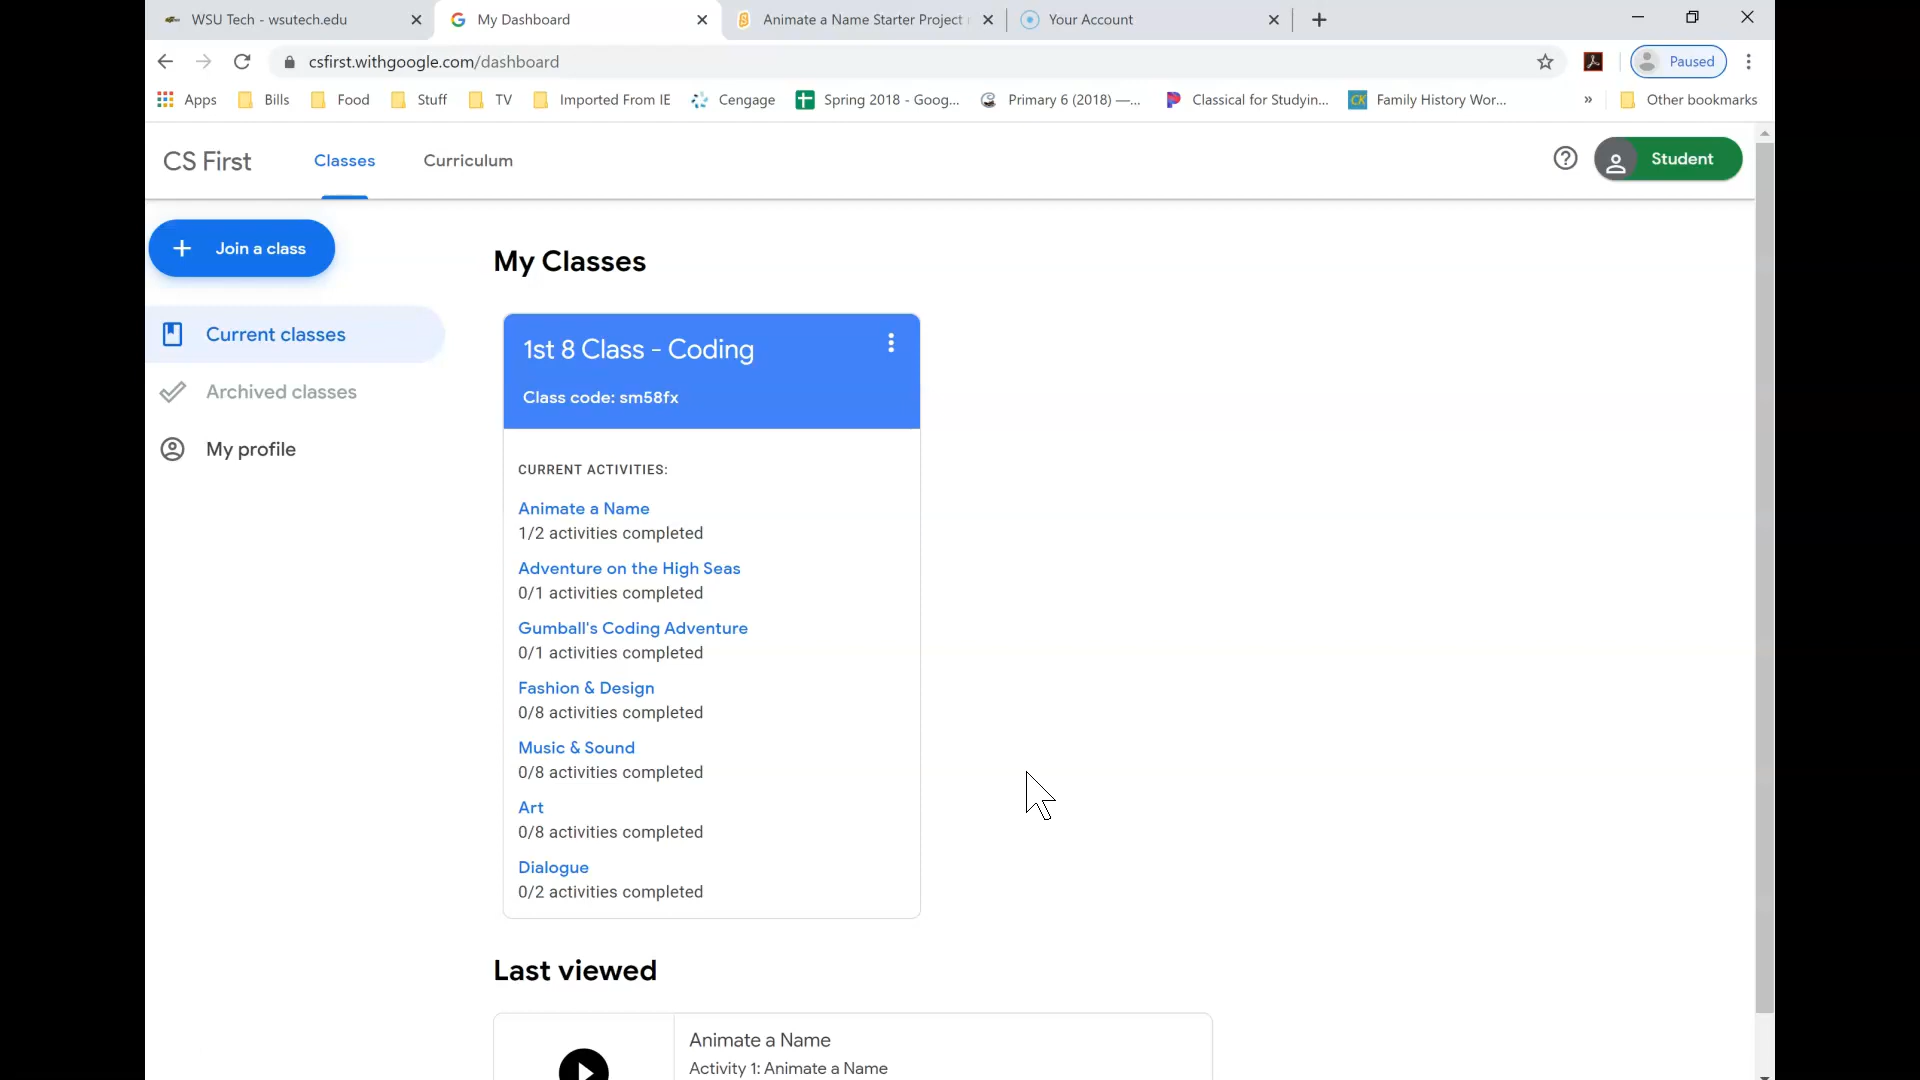 WSU Tech - wsutech.edu
My Dashboard
Animate a Name Starter Project
Your Account
csfirst.withgoogle.com/dashboard
Paused
Apps
Bills
Food
Stuff
TV
Imported From IE
Cengage
Spring 2018 - Goog...
Primary 6 (2018) —...
Classical for Studyin...
CK
Family History Wor...
»
Other bookmarks
CS First
Classes
Curriculum
Student
Join a class
Current classes
Archived classes
My profile
My Classes
1st 8 Class - Coding
Class code: sm58fx
CURRENT ACTIVITIES:
Animate a Name
1/2 activities completed
Adventure on the High Seas
0/1 activities completed
Gumball's Coding Adventure
0/1 activities completed
Fashion & Design
0/8 activities completed
Music & Sound
0/8 activities completed
Art
0/8 activities completed
Dialogue
0/2 activities completed
Last viewed
Animate a Name
Activity 1: Animate a Name